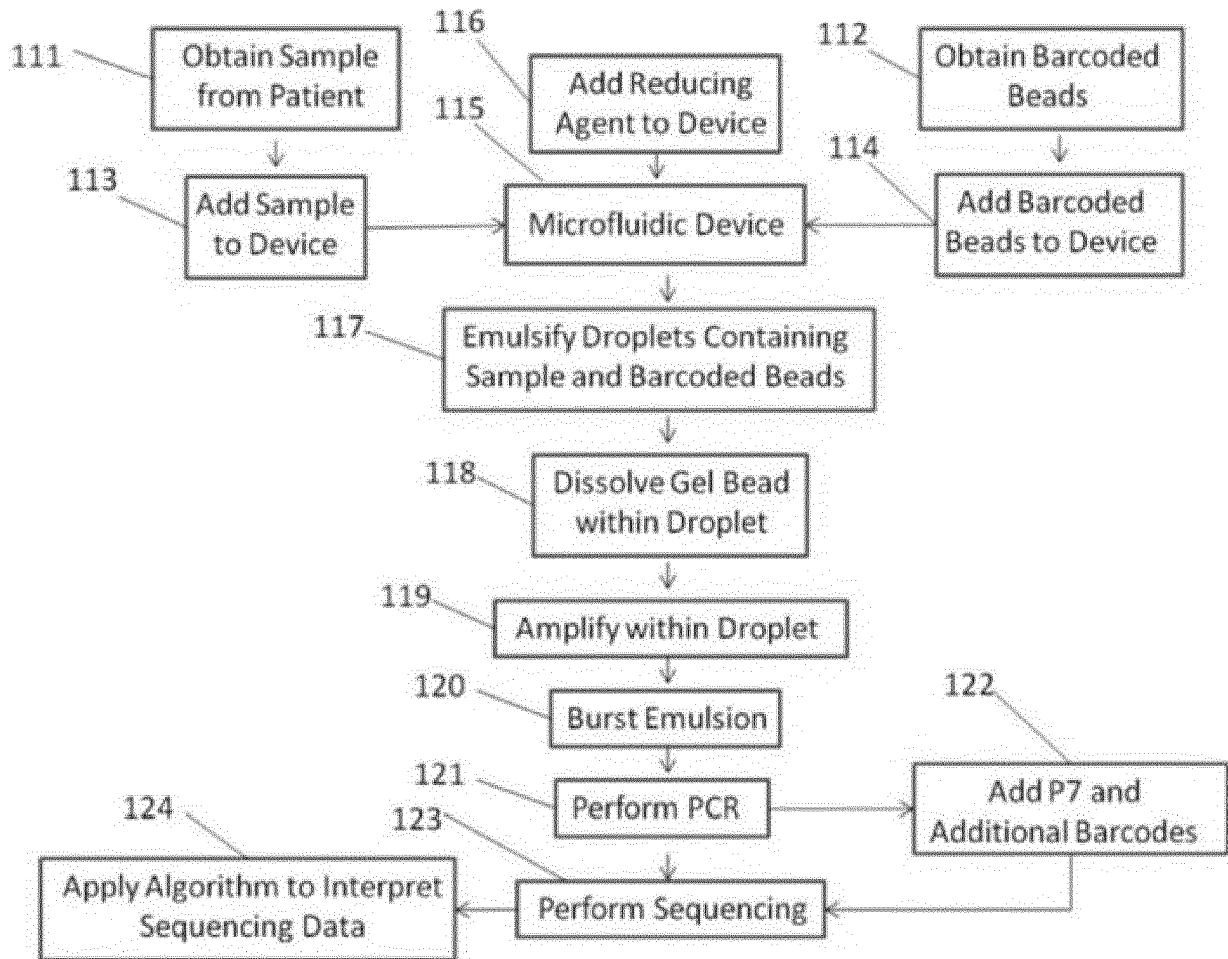 111
Obtain Sample
from Patient
116
Add Reducing
Agent to Device
112
Obtain Barcoded
Beads
113
Add Sample
to Device
115
Microfluidic Device
114
Add Barcoded
Beads to Device
117
Emulsify Droplets Containing
Sample and Barcoded Beads
118
Dissolve Gel Bead
within Droplet
119
Amplify within Droplet
120
Burst Emulsion
121
Perform PCR
122
Add P7 and
Additional Barcodes
123
Perform Sequencing
124
Apply Algorithm to Interpret
Sequencing Data